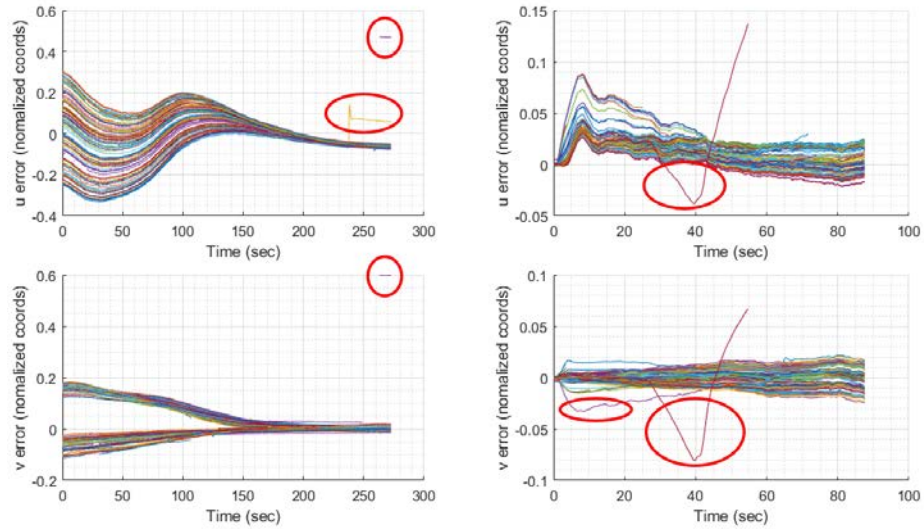 0.6
0.4
0.2
0
-0.2
-0.4
u error (normalized coords)
0 50 100 150 200 250 300
Time (sec)
0.15
0.1
0.05
0
-0.05
u error (normalized coords)
0 20 40 60 80 100
Time (sec)
0.6
0.4
0.2
0
-0.2
v error (nomalized coords)
0 50 100 150 200 250 300
Time (sec)
0.1
0.05
0
-0.05
-0.1
v error (nomalized coords)
0 20 40 60 80 100
Time (sec)